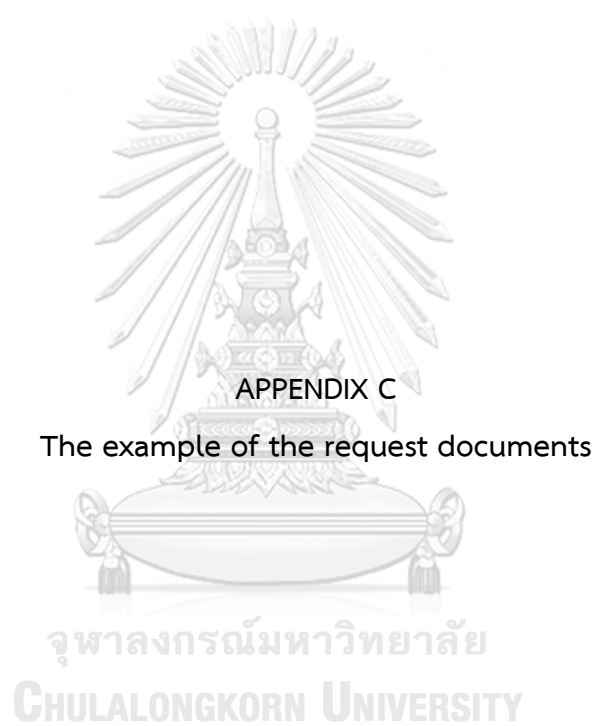 APPENDIX C
The example of the request documents
จุฬาลงกรณ์มหาวิทยาลัย
CHULALONGKORN UNIVERSITY